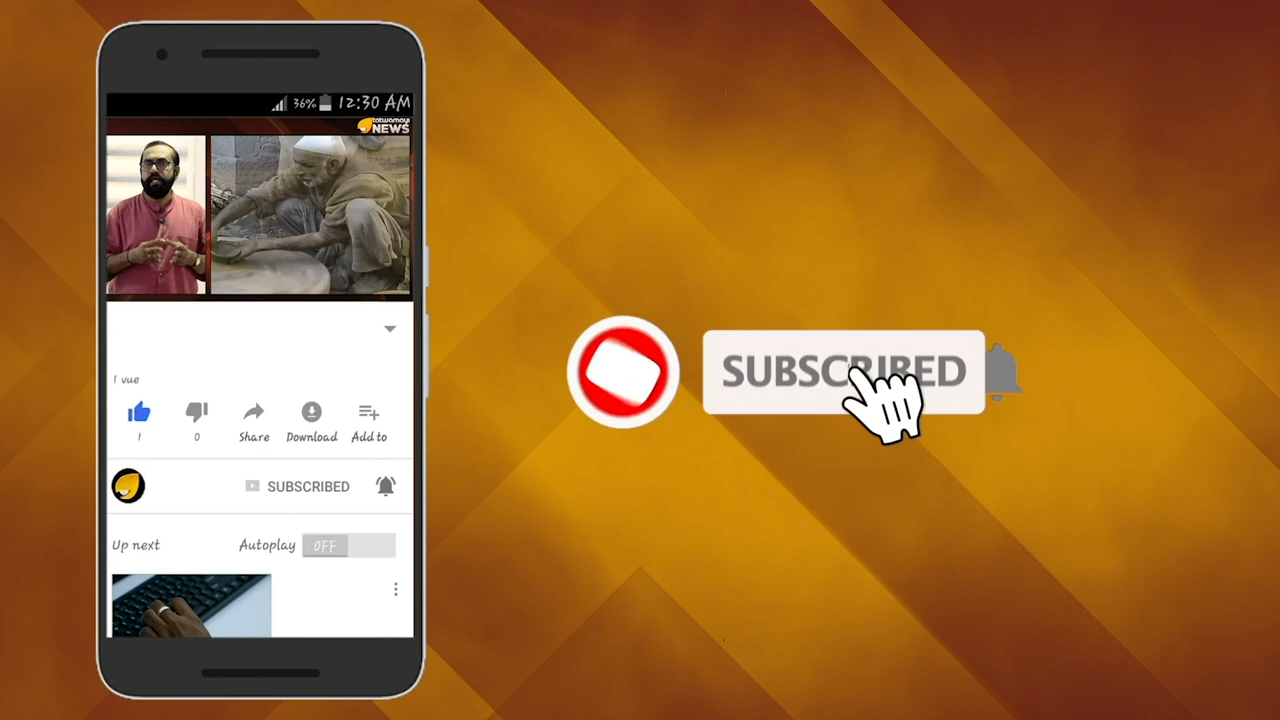 36% 12:30 AM
tatwamayi
NEWS
1 vue
1
0
Share
Download
Add to
SUBSCRIBED
Up next
Autoplay
OFF
SUBSCRIBED